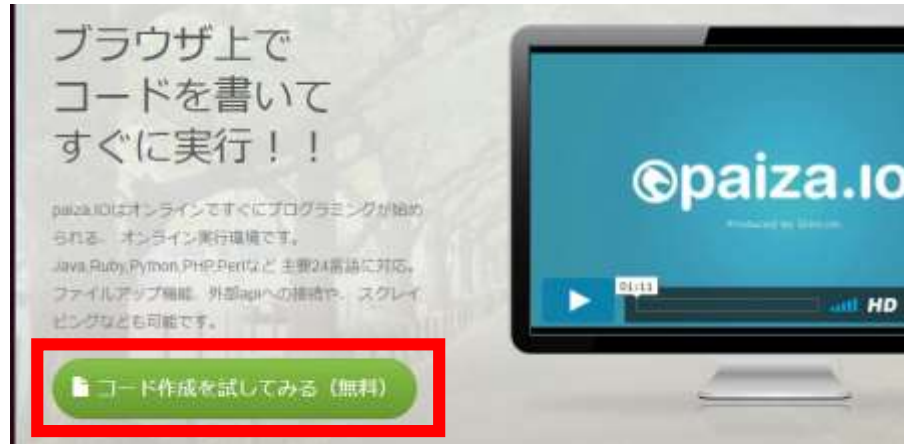 ブラウザ上で
コードを書いて
すぐに実行！！
paiza.IOはオンラインですぐにプログラミングが始め
られる、 オンライン実行環境です。
Java,Ruby,Python,PHP,Perlなど 主要24言語に対応。
ファイルアップ機能、外部apiへの接続や、 スクレイ
ピングなども可能です。
コード作成を試してみる（無料）
paiza.IO
Produced by
01:11
HD